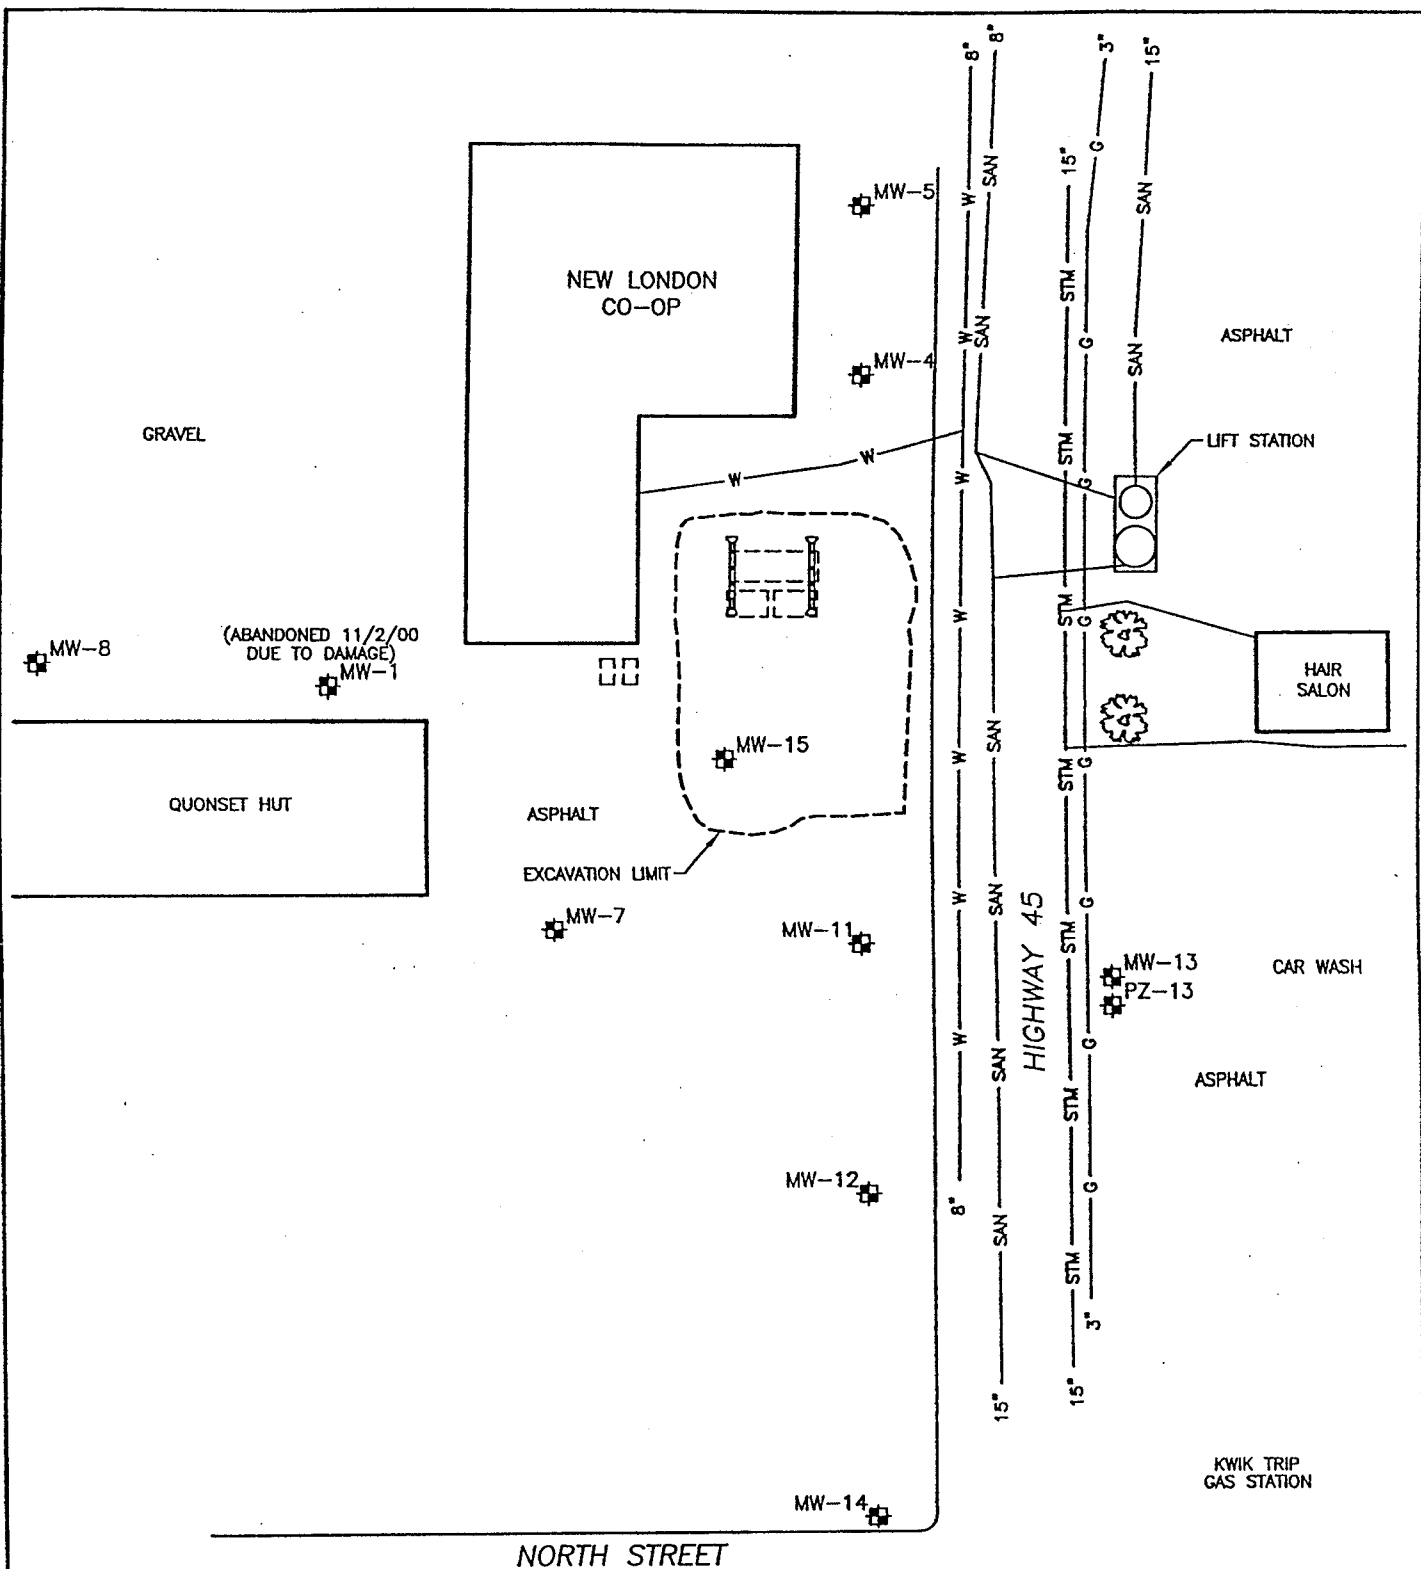 8"
8"
3"
15"
G
15"
SAN
SAN
W
MW-5
NEW LONDON
CO-OP
STM
W
SAN
G
SAN
ASPHALT
MW-4
GRAVEL
STM
LIFT STATION
W
W
W
G
(ABANDONED 11/2/00
DUE TO DAMAGE)
MW-8
MW-1
W
STM
G
HAIR
SALON
MW-15
W
SAN
STM
G
QUONSET HUT
ASPHALT
EXCAVATION LIMIT
MW-7
MW-11
W
SAN
HIGHWAY 45
STM
G
MW-13
PZ-13
CAR WASH
W
SAN
G
ASPHALT
STM
MW-12
8"
SAN
G
STM
3"
15"
15"
KWIK TRIP
GAS STATION
MW-14
NORTH STREET